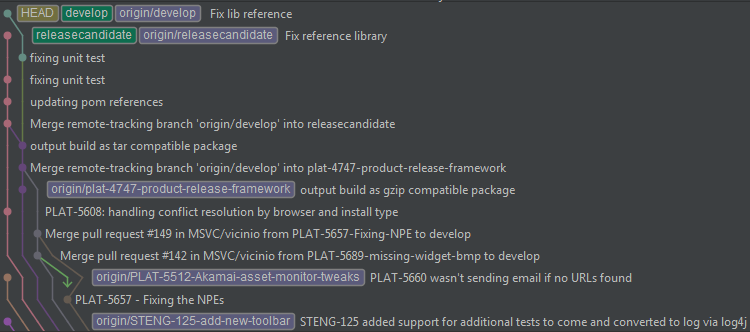 HEAD develop origin/develop Fix lib reference
releasecandidate origin/releasecandidate Fix reference library
fixing unit test
fixing unit test
updating pom references
Merge remote-tracking branch 'origin/develop' into releasecandidate
output build as tar compatible package
Merge remote-tracking branch 'origin/develop' into plat-4747-product-release-framework
origin/plat-4747-product-release-framework output build as gzip compatible package
PLAT-5608: handling conflict resolution by browser and install type
Merge pull request #149 in MSVC/vicinio from PLAT-5657-Fixing-NPE to develop
Merge pull request #142 in MSVC/vicinio from PLAT-5689-missing-widget-bmp to develop
origin/PLAT-5512-Akamai-asset-monitor-tweaks PLAT-5660 wasn't sending email if no URLs found
PLAT-5657 - Fixing the NPEs
origin/STENG-125-add-new-toolbar STENG-125 added support for additional tests to come and converted to log via log4j